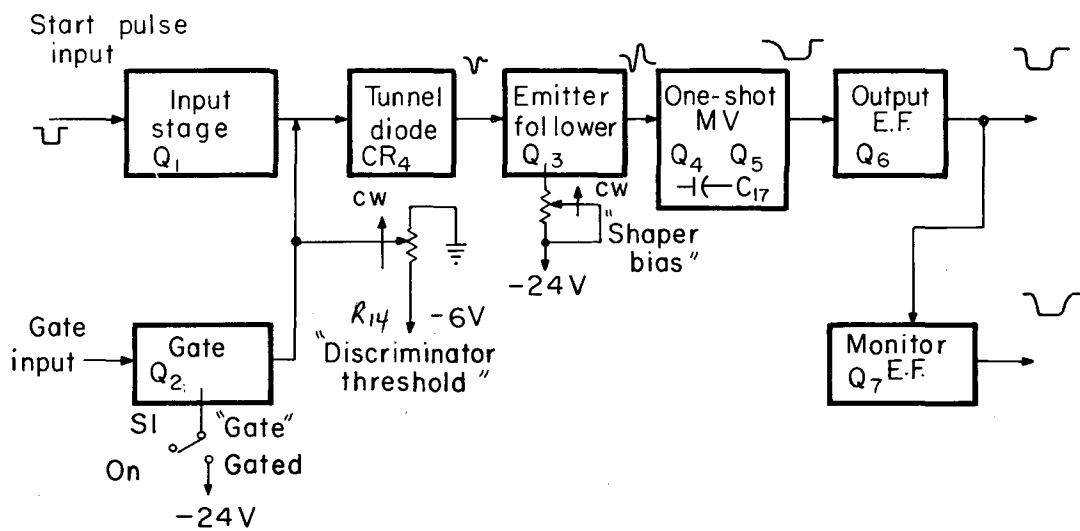 Start pulse
input
Input
stage
Q1
Tunnel
diode
CR4
Emitter
follower
Q3
One-shot
MV
Q4 Q5
C17
Output
E.F.
Q6
cw
cw
"Shaper
bias"
-24V
R14
-6V
"Discriminator
threshold"
Gate
input
Gate
Q2
S1
"Gate"
On
Gated
-24V
Monitor
Q7 E.F.